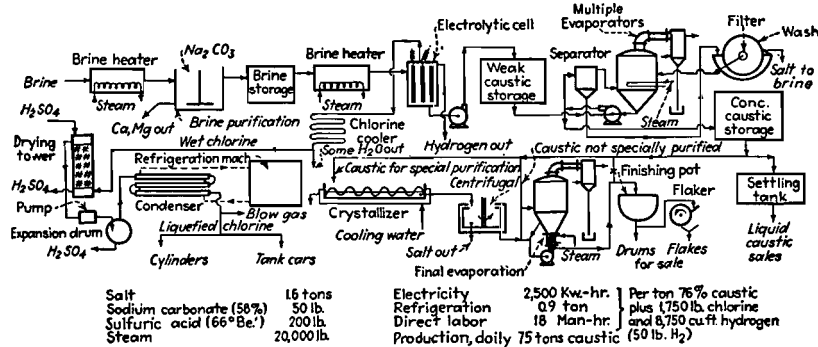 Multiple
Evaporators
Filter
Wash
Electrolytic cell
Na2 CO3
Brine heater
Brine heater
Separator
Brine
Brine
storage
Weak
caustic
storage
Salt to
brine
Steam
Steam
Steam
H2SO4
Ca, Mg out
Brine purification
Chlorine
cooler
Conc.
caustic
storage
Wet chlorine
Hydrogen out
Drying
tower
Some H2O out
Caustic not specially purified
Refrigeration mach.
Caustic for special purification
Centrifugal
Finishing pot
Flaker
H2SO4
Pump
Condenser
Blow gas
Crystallizer
Settling
tank
Expansion drum
Liquefied chlorine
Cooling water
Salt out
Steam
Drums
Flakes
for sale
Liquid
caustic
sales
H2SO4
Cylinders
Tank cars
Final evaporation
Salt 1.6 tons
Sodium carbonate (58%) 50 lb.
Sulfuric acid (66°Be.') 200 lb.
Steam 20,000 lb.
Electricity 2,500 Kw.-hr.
Refrigeration 0.9 ton
Direct labor 18 Man-hr.
Per ton 76% caustic
plus 1,750 lb. chlorine
and 8,750 cu.ft hydrogen
(50 lb. H2)
Production, daily 75 tons caustic